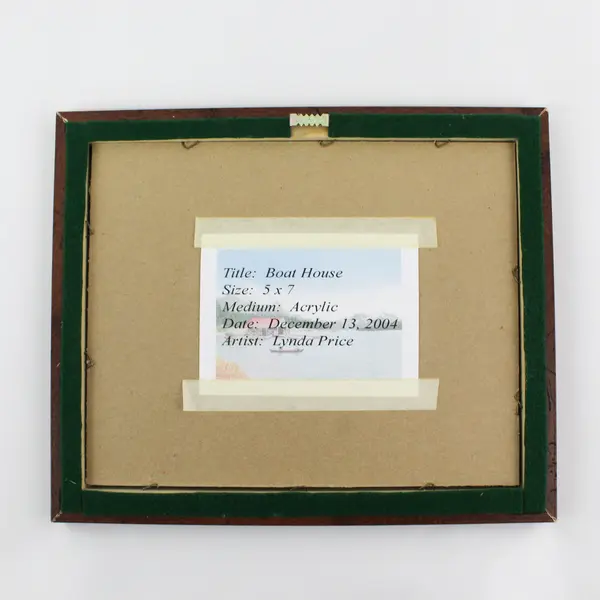 Title: Boat House
Size: 5 x 7
Medium: Acrylic
Date: December 13, 2004
Artist: Lynda Price